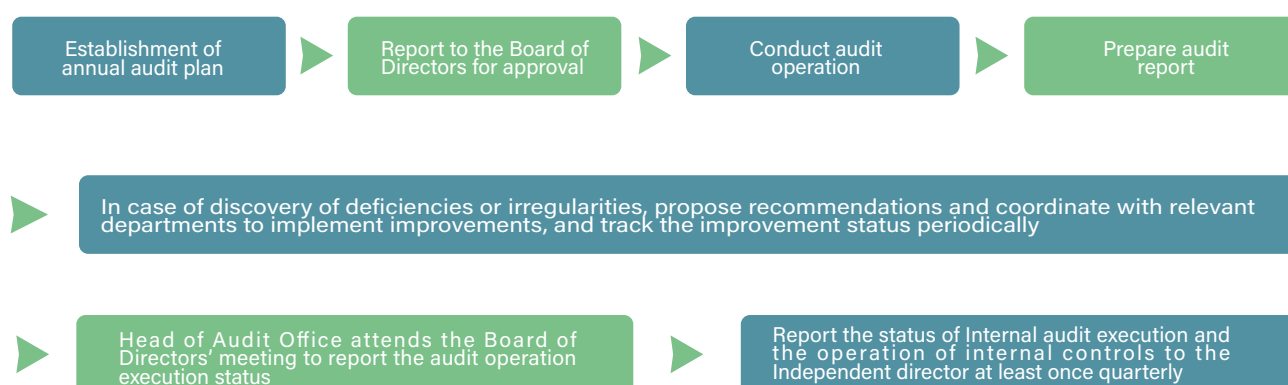 Establishment of
annual audit plan
Report to the Board of
Directors for approval
Conduct audit
operation
Prepare audit
report
In case of discovery of deficiencies or irregularities, propose recommendations and coordinate with relevant
departments to implement improvements, and track the improvement status periodically
Head of Audit Office attends the Board of
Directors' meeting to report the audit operation
execution status
Report the status of Internal audit execution and
the operation of internal controls to the
Independent director at least once quarterly